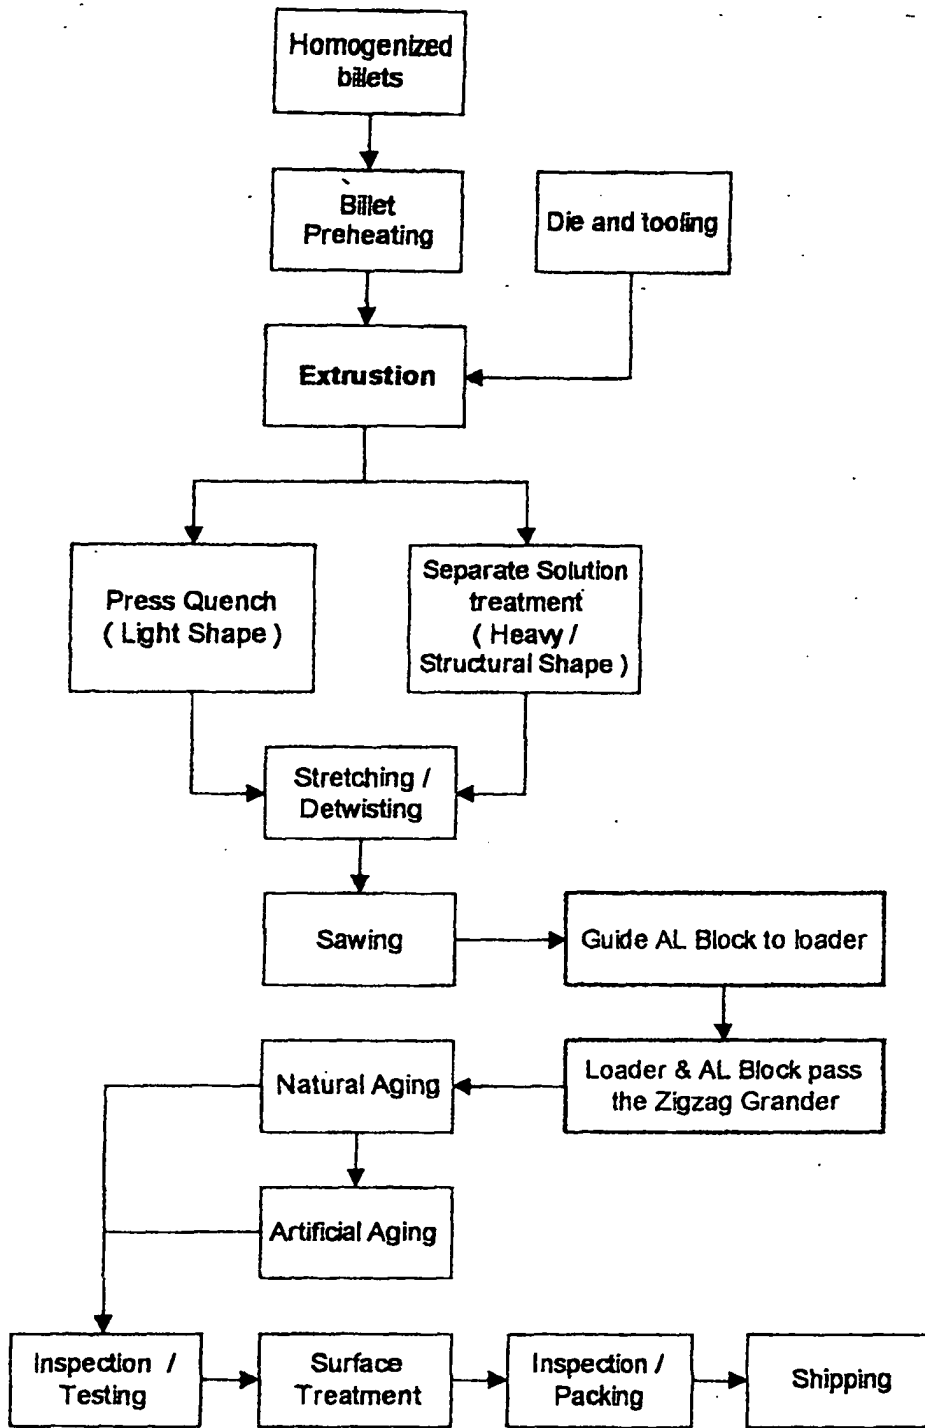 Homogenized
billets
Billet
Preheating
Die and tooling
Extrustion
Press Quench
( Light Shape )
Separate Solution
treatment
( Heavy /
Structural Shape )
Stretching /
Detwisting
Sawing
Guide AL Block to loader
Loader & AL Block pass
the Zigzag Grander
Natural Aging
Artificial Aging
Inspection /
Testing
Surface
Treatment
Inspection /
Packing
Shipping